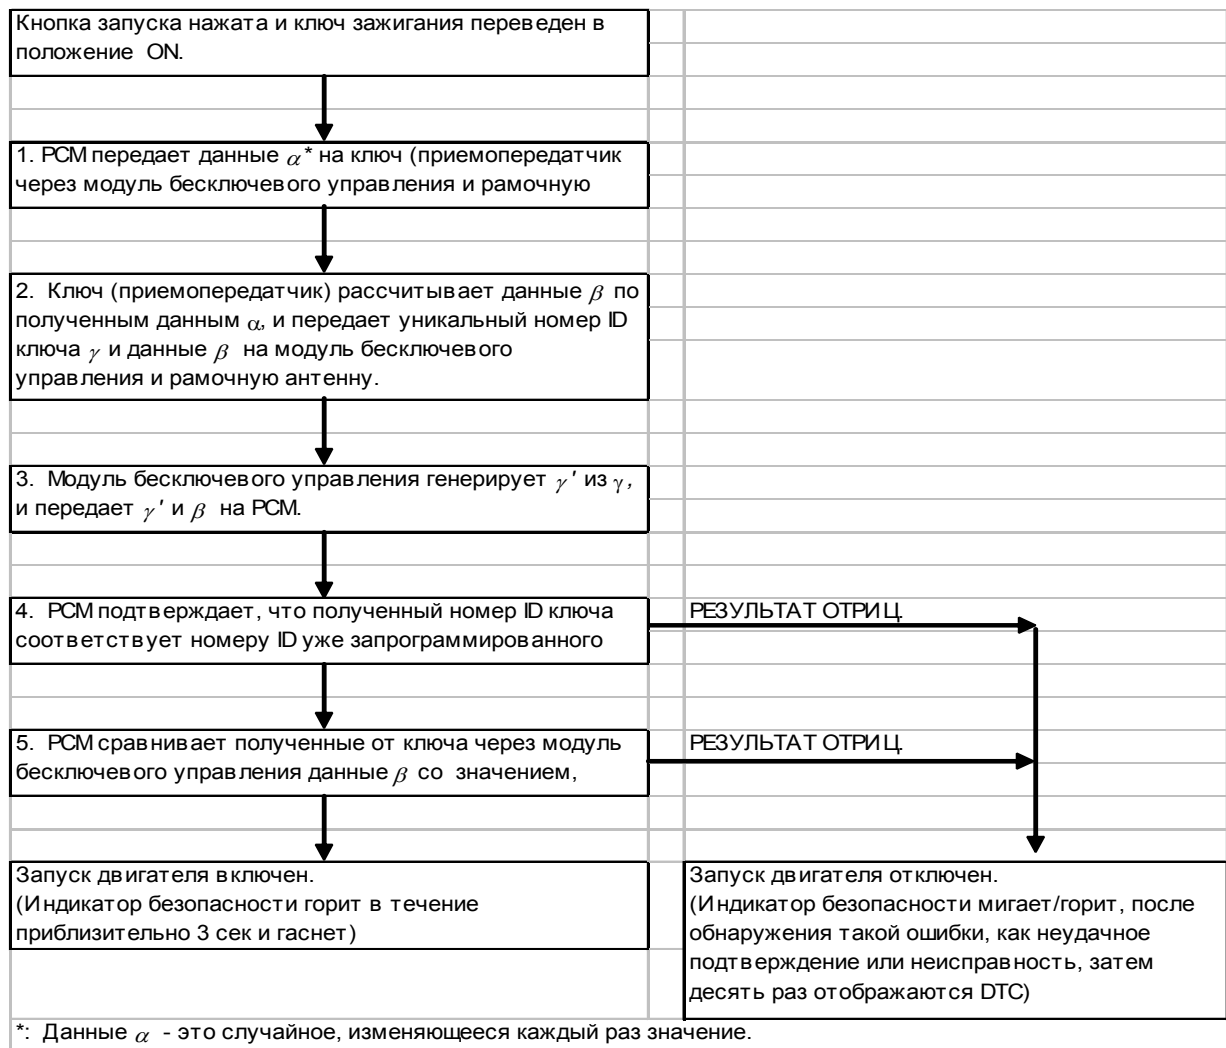 Кнопка запуска нажата и ключ зажигания переведен в
положение ON.
1. PCM передает данные α* на ключ (приемопередатчик
через модуль бесключевого управления и рамочную
2. Ключ (приемопередатчик) рассчитывает данные β по
полученным данным α, и передает уникальный номер ID
ключа γ и данные β на модуль бесключевого
управления и рамочную антенну.
3. Модуль бесключевого управления генерирует γ' из γ,
и передает γ' и β на PCM.
4. PCM подтверждает, что полученный номер ID ключа
соответствует номеру ID уже запрограммированного
РЕЗУЛЬТАТ ОТРИЦ.
5. PCM сравнивает полученные от ключа через модуль
бесключевого управления данные β со значением,
РЕЗУЛЬТАТ ОТРИЦ.
Запуск двигателя включен.
(Индикатор безопасности горит в течение
приблизительно 3 сек и гаснет)
Запуск двигателя отключен.
(Индикатор безопасности мигает/горит, после
обнаружения такой ошибки, как неудачное
подтверждение или неисправность, затем
десять раз отображаются DTC)
*: Данные α - это случайное, изменяющееся каждый раз значение.